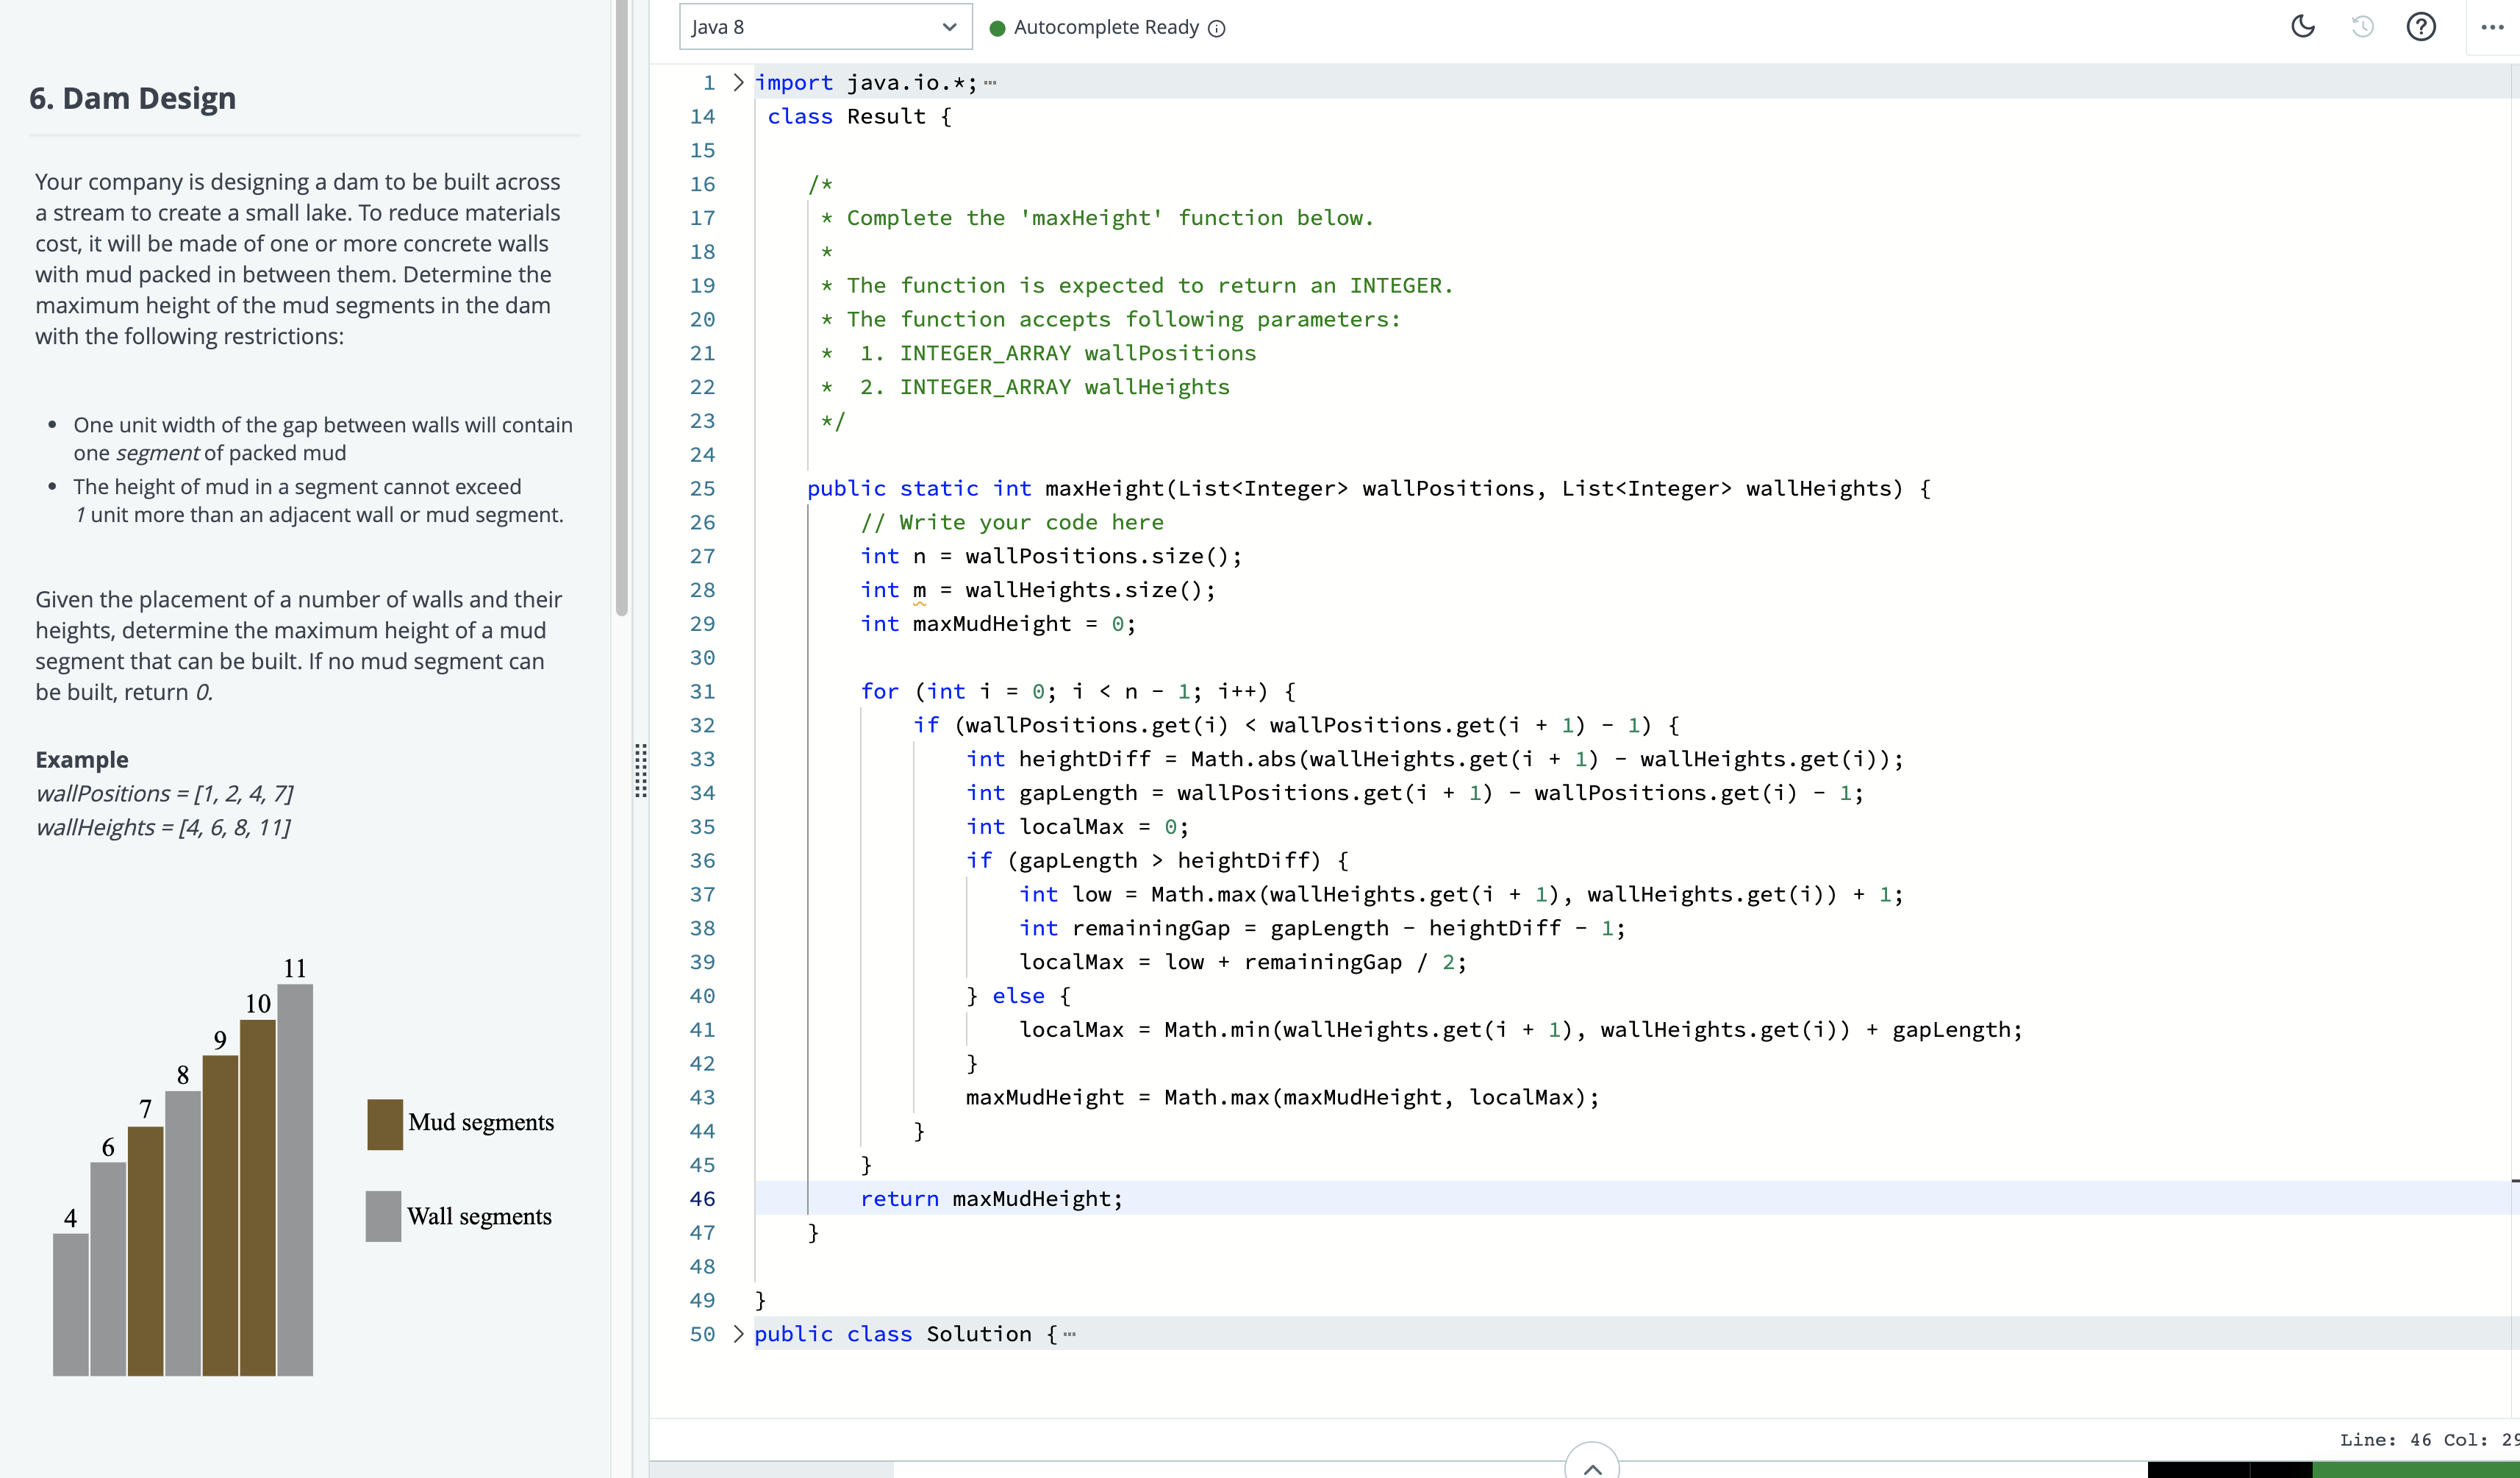 6. Dam Design
Your company is designing a dam to be built across
a stream to create a small lake. To reduce materials
cost, it will be made of one or more concrete walls
with mud packed in between them. Determine the
maximum height of the mud segments in the dam
with the following restrictions:
• One unit width of the gap between walls will contain
one segment of packed mud
• The height of mud in a segment cannot exceed
1 unit more than an adjacent wall or mud segment.
Given the placement of a number of walls and their
heights, determine the maximum height of a mud
segment that can be built. If no mud segment can
be built, return 0.
Example
wallPositions = [1, 2, 4, 7]
wallHeights = [4, 6, 8, 11]
4
6
7
8
9
10
11
Mud segments
Wall segments
Java 8
Autocomplete Ready
1 import java.io.*;
14 class Result {
15
16 /*
17 * Complete the 'maxHeight' function below.
18 *
19 * The function is expected to return an INTEGER.
20 * The function accepts following parameters:
21 * 1. INTEGER_ARRAY wallPositions
22 * 2. INTEGER_ARRAY wallHeights
23 */
24
25 public static int maxHeight(List<Integer> wallPositions, List<Integer> wallHeights) {
26 // Write your code here
27 int n = wallPositions.size();
28 int m = wallHeights.size();
29 int maxMudHeight = 0;
30
31 for (int i = 0; i < n - 1; i++) {
32 if (wallPositions.get(i) < wallPositions.get(i + 1) - 1) {
33 int heightDiff = Math.abs(wallHeights.get(i + 1) - wallHeights.get(i));
34 int gapLength = wallPositions.get(i + 1) - wallPositions.get(i) - 1;
35 int localMax = 0;
36 if (gapLength > heightDiff) {
37 int low = Math.max(wallHeights.get(i + 1), wallHeights.get(i)) + 1;
38 int remainingGap = gapLength - heightDiff - 1;
39 localMax = low + remainingGap / 2;
40 } else {
41 localMax = Math.min(wallHeights.get(i + 1), wallHeights.get(i)) + gapLength;
42 }
43 maxMudHeight = Math.max(maxMudHeight, localMax);
44 }
45 }
46 return maxMudHeight;
47 }
48
49 }
50 public class Solution {
Line: 46 Col: 29